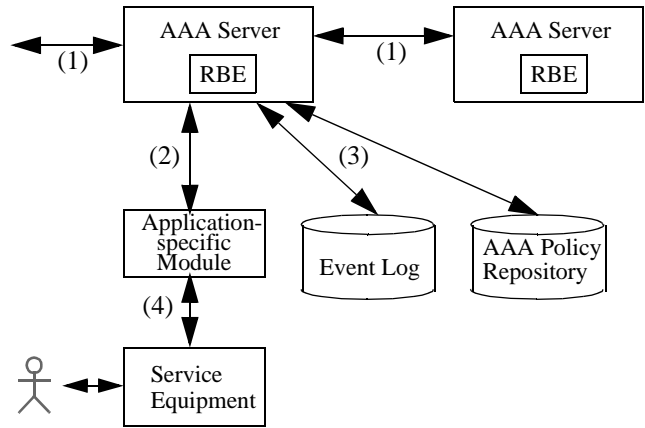 AAA Server
RBE
(1)
(1)
AAA Server
RBE
(2)
(3)
Application-
specific
Module
Event Log
AAA Policy
Repository
(4)
Service
Equipment